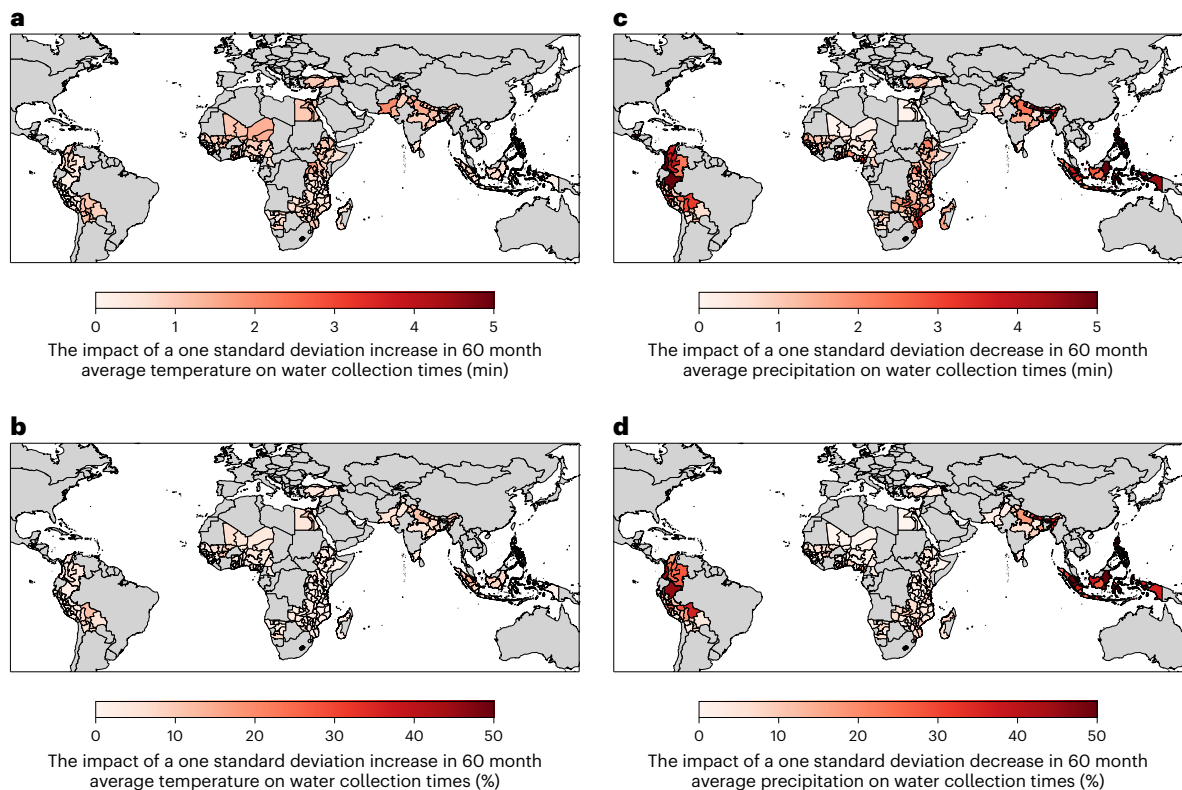 a
0 1 2 3 4 5
The impact of a one standard deviation increase in 60 month
average temperature on water collection times (min)
c
0 1 2 3 4 5
The impact of a one standard deviation decrease in 60 month
average precipitation on water collection times (min)
b
0 10 20 30 40 50
The impact of a one standard deviation increase in 60 month
average temperature on water collection times (%)
d
0 10 20 30 40 50
The impact of a one standard deviation decrease in 60 month
average precipitation on water collection times (%)